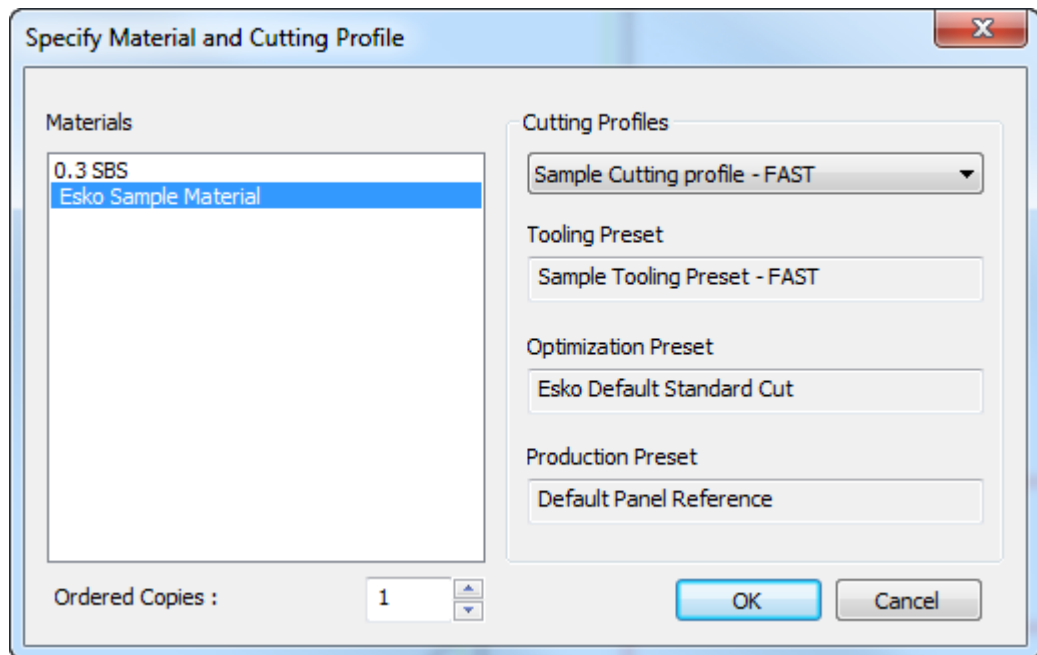 Specify Material and Cutting Profile
Materials
0.3 SBS
Esko Sample Material
Ordered Copies :
1
Cutting Profiles
Sample Cutting profile - FAST
Tooling Preset
Sample Tooling Preset - FAST
Optimization Preset
Esko Default Standard Cut
Production Preset
Default Panel Reference
OK
Cancel